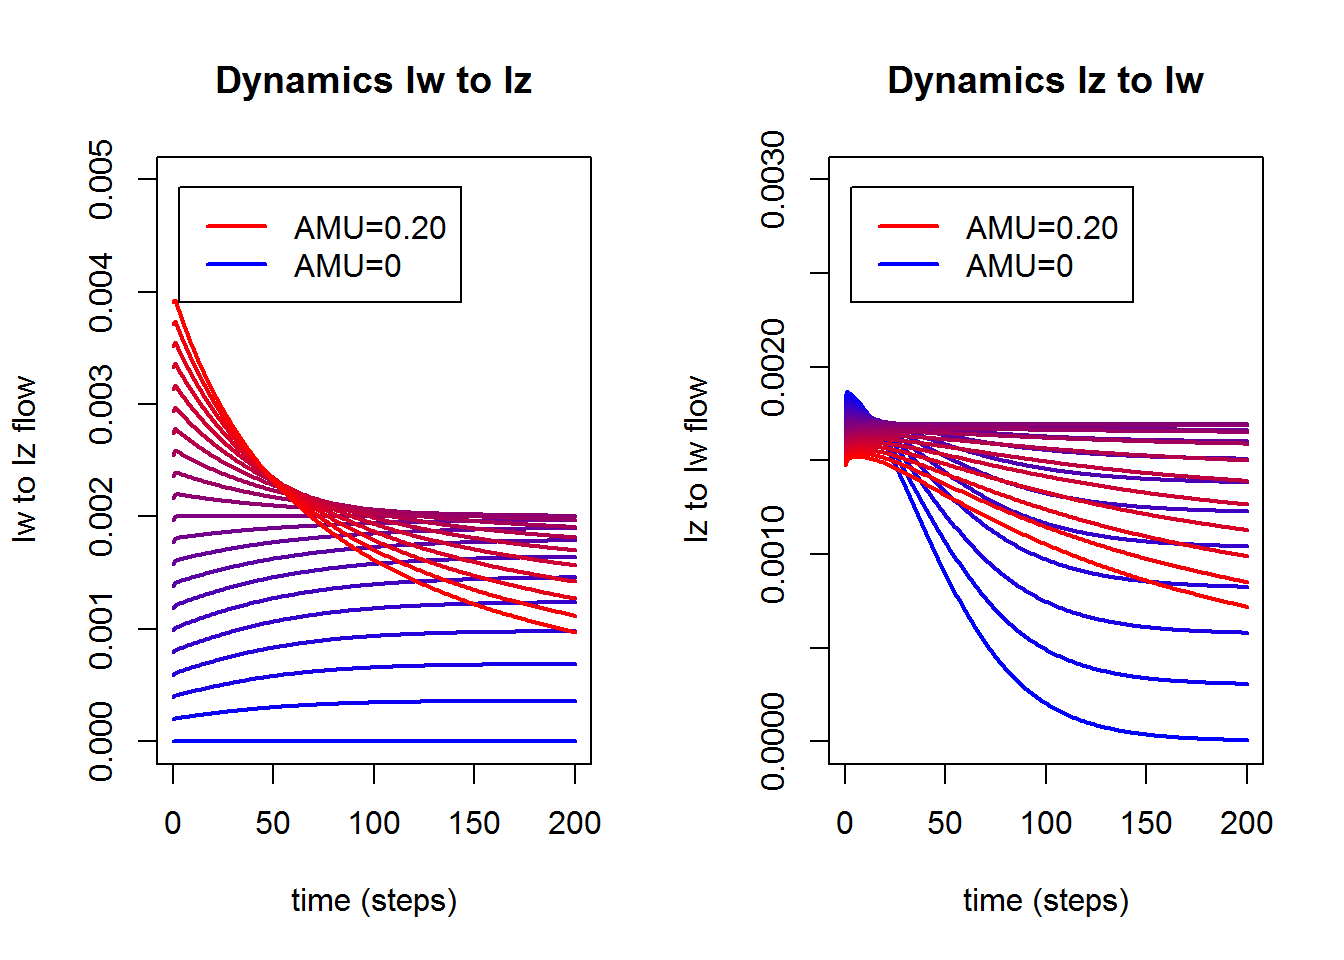 Dynamics Iw to Iz
Iw to Iz flow
0.005
0.004
0.003
0.002
0.001
0.000
AMU=0.20
AMU=0
0 50 100 150 200
time (steps)
Dynamics Iz to Iw
Iz to Iw flow
0.0030
0.0020
0.0010
0.0000
AMU=0.20
AMU=0
0 50 100 150 200
time (steps)